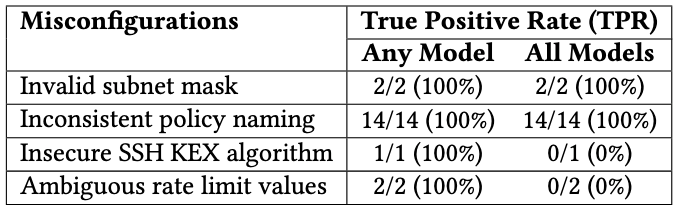 Misconfigurations True Positive Rate (TPR)
Any Model All Models
Invalid subnet mask 2/2 (100%) 2/2 (100%)
Inconsistent policy naming 14/14 (100%) 14/14 (100%)
Insecure SSH KEX algorithm 1/1 (100%) 0/1 (0%)
Ambiguous rate limit values 2/2 (100%) 0/2 (0%)